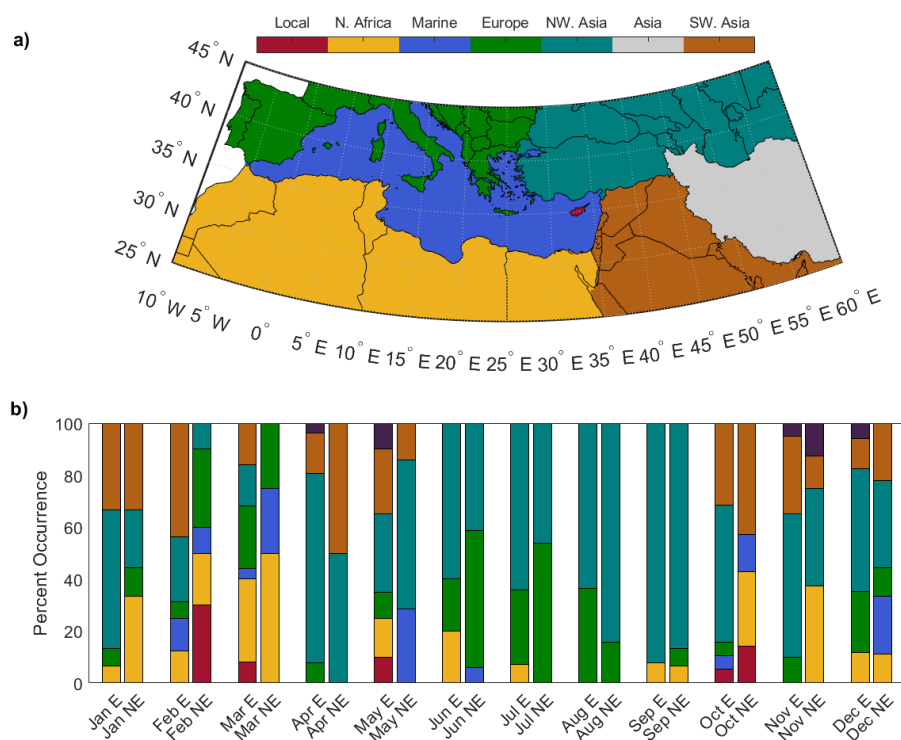 Local N. Africa Marine Europe NW. Asia Asia SW. Asia
a)
45° N
40° N
35° N
30° N
25° N
10° W
5° W
0°
5° E
10° E
15° E
20° E
25° E
30° E
35° E
40° E
45° E
50° E
55° E
60° E
b)
Percent Occurrence
100
80
60
40
20
0
Jan E
Jan NE
Feb E
Feb NE
Mar E
Mar NE
Apr E
Apr NE
May E
May NE
Jun E
Jun NE
Jul E
Jul NE
Aug E
Aug NE
Sep E
Sep NE
Oct E
Oct NE
Nov E
Nov NE
Dec E
Dec NE